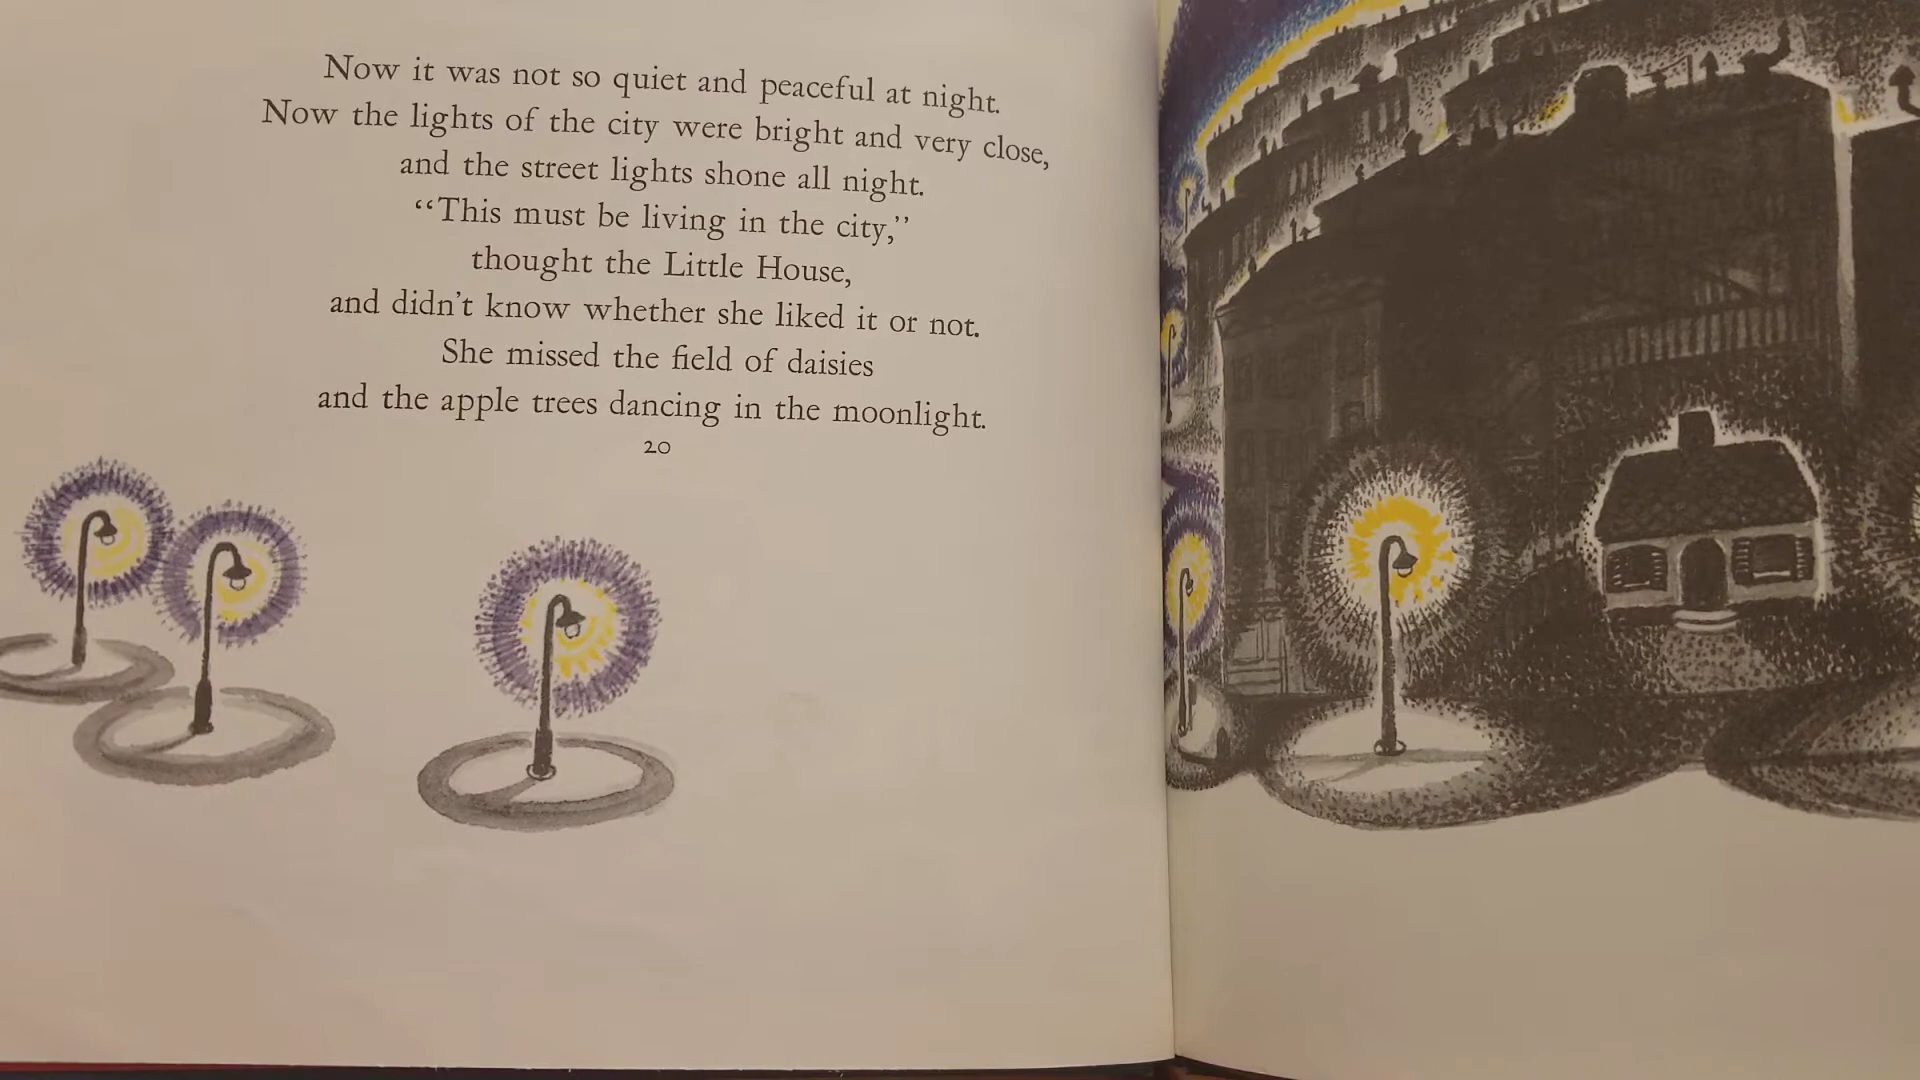 Now it was not so quiet and peaceful at night.
Now the lights of the city were bright and very close,
and the street lights shone all night.
“This must be living in the city,”
thought the Little House,
and didn’t know whether she liked it or not.
She missed the field of daisies
and the apple trees dancing in the moonlight.
20